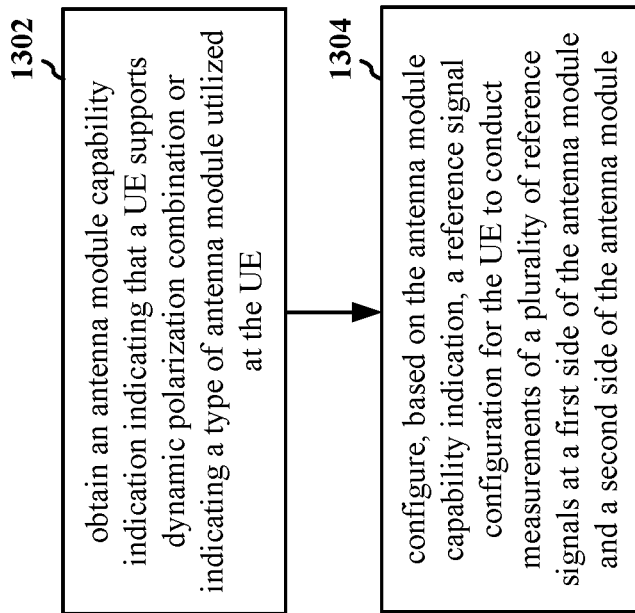 1302
obtain an antenna module capability
indication indicating that a UE supports
dynamic polarization combination or
indicating a type of antenna module utilized
at the UE
1304
configure, based on the antenna module
capability indication, a reference signal
configuration for the UE to conduct
measurements of a plurality of reference
signals at a first side of the antenna module
and a second side of the antenna module